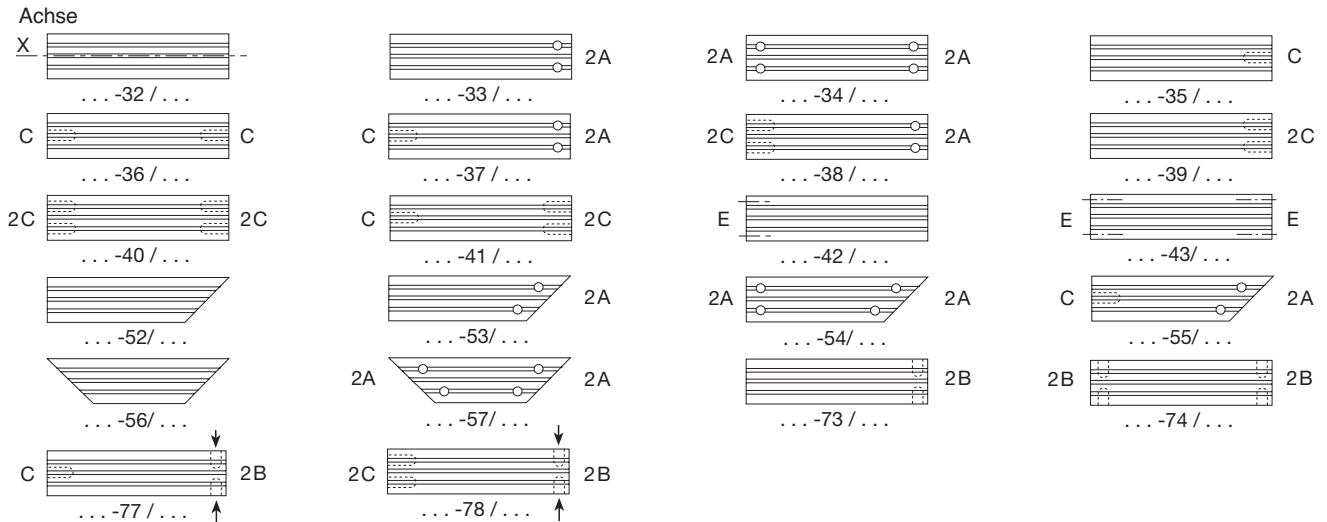 Achse
X
2A
2A 2A
C
. . . -32 / . . .
. . . -33 / . . .
. . . -34 / . . .
. . . -35 / . . .
C C
C 2A
2C 2A
2C
. . . -36 / . . .
. . . -37 / . . .
. . . -38 / . . .
. . . -39 / . . .
2C 2C
C 2C
E
E E
. . . -40 / . . .
. . . -41 / . . .
. . . -42 / . . .
. . . -43/ . . .
2A
2A 2A
C 2A
. . . -52/ . . .
. . . -53/ . . .
. . . -54/ . . .
. . . -55/ . . .
2A 2A
2B
2B 2B
. . . -56/ . . .
. . . -57/ . . .
. . . -73 / . . .
. . . -74 / . . .
C 2B
2C 2B
. . . -77 / . . .
. . . -78 / . . .